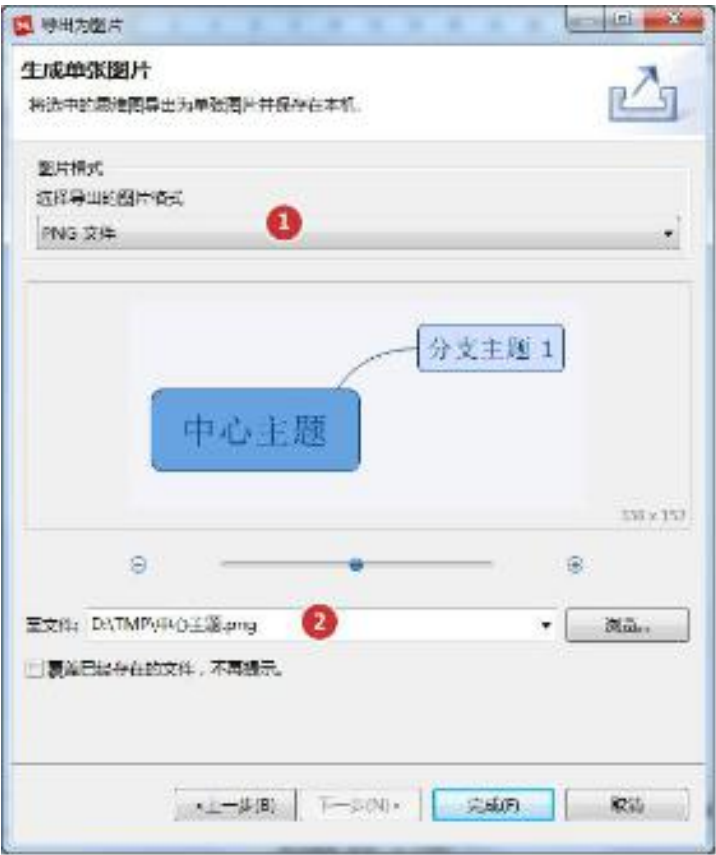 导出为图片
生成单张图片
将选中的思维图导出为单张图片并保存在本机。
图片格式
选择导出的图片格式
1
PNG 文件
分支主题 1
中心主题
至文件: D:\TMP\中心主题.png
2
浏览...
覆盖已经存在的文件，不再提示。
<上一步(B)
下一步(N)>
完成(F)
取消